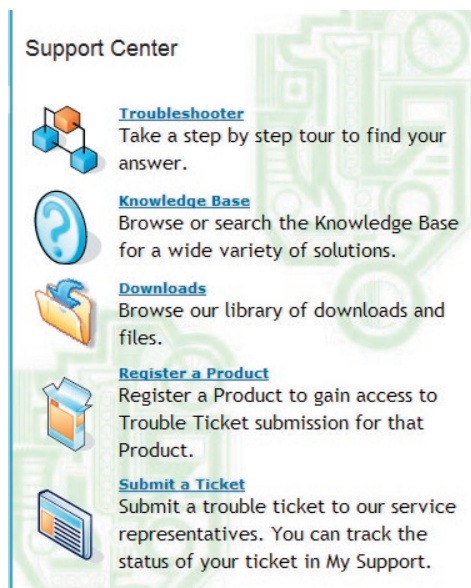 Support Center
Troubleshooter
Take a step by step tour to find your
answer.
Knowledge Base
Browse or search the Knowledge Base
for a wide variety of solutions.
Downloads
Browse our library of downloads and
files.
Register a Product
Register a Product to gain access to
Trouble Ticket submission for that
Product.
Submit a Ticket
Submit a trouble ticket to our service
representatives. You can track the
status of your ticket in My Support.